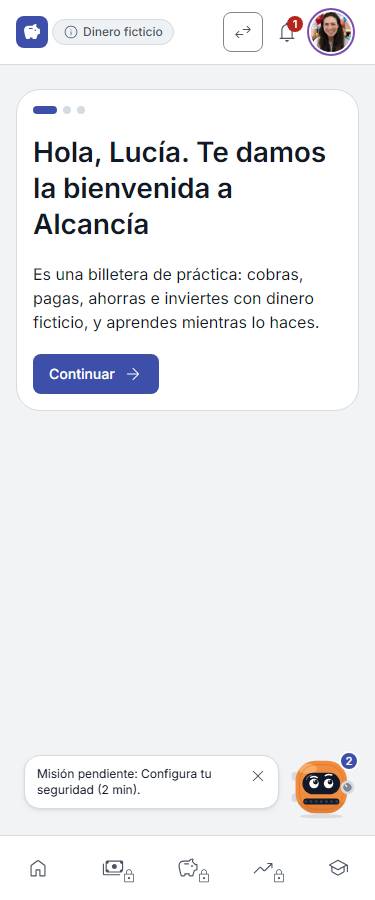 Dinero ficticio
1
Hola, Lucía. Te damos
la bienvenida a
Alcancía
Es una billetera de práctica: cobras,
pagas, ahorras e inviertes con dinero
ficticio, y aprendes mientras lo haces.
Continuar
Misión pendiente: Configura tu
seguridad (2 min).
2